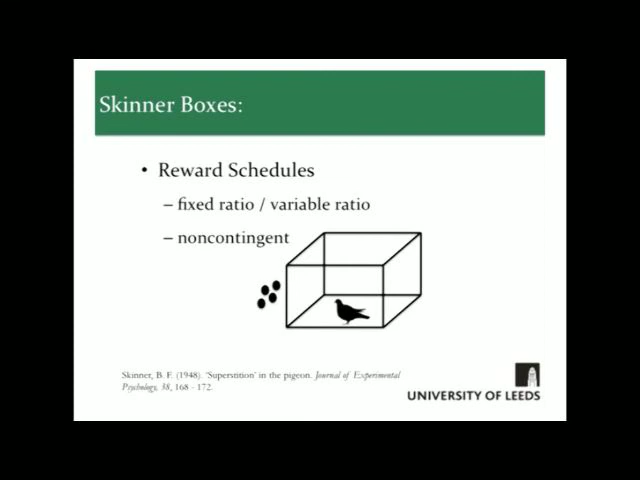 Skinner Boxes:
• Reward Schedules
– fixed ratio / variable ratio
– noncontingent
Skinner, B. F. (1948). 'Superstition' in the pigeon. Journal of Experimental
Psychology, 38, 168 - 172.
UNIVERSITY OF LEEDS